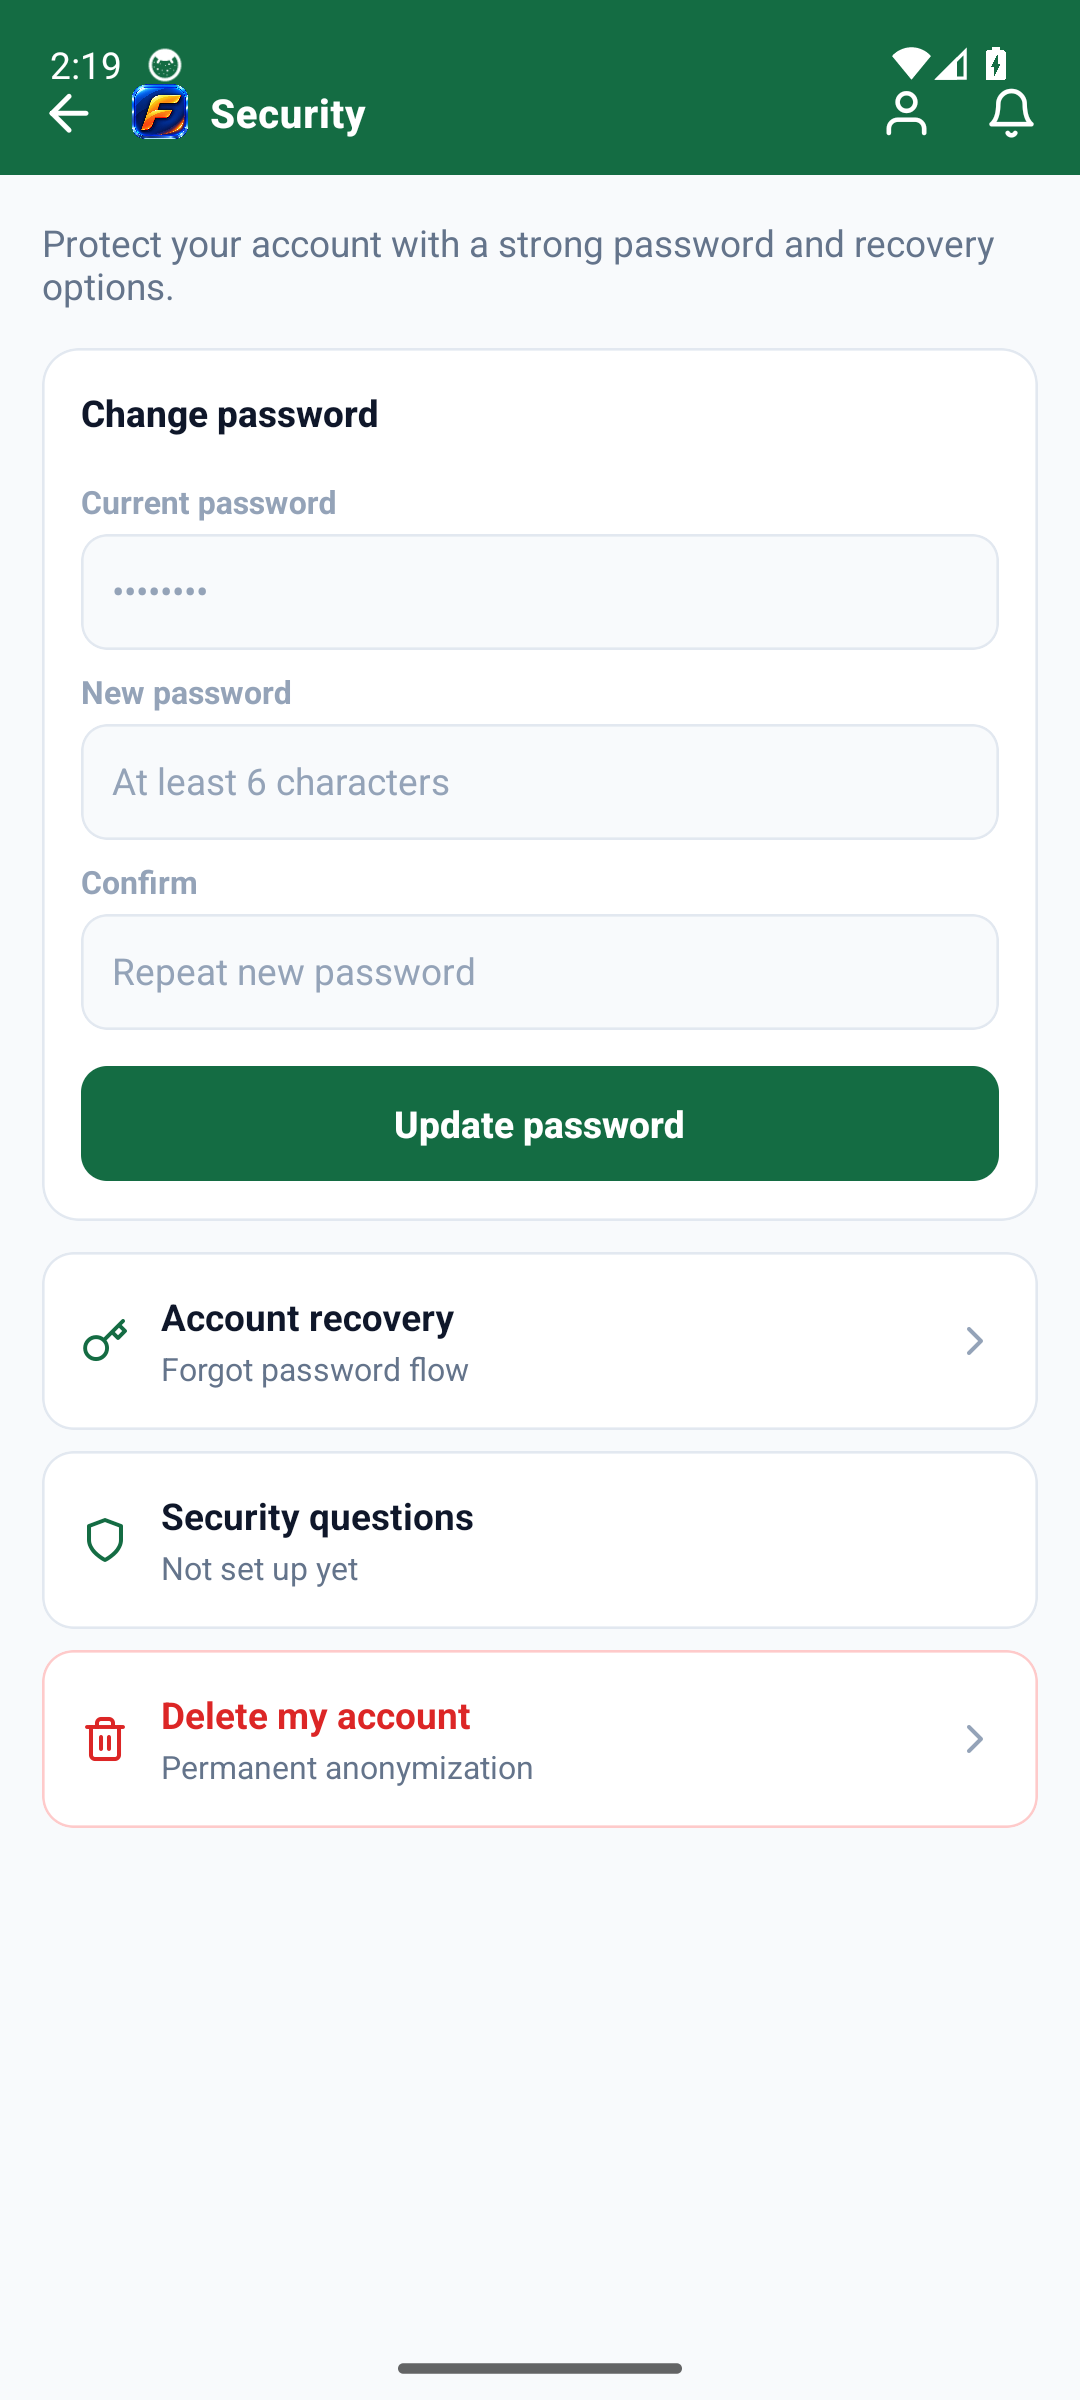 2:19
Security
Protect your account with a strong password and recovery
options.
Change password
Current password
••••••••
New password
At least 6 characters
Confirm
Repeat new password
Update password
Account recovery
Forgot password flow
Security questions
Not set up yet
Delete my account
Permanent anonymization